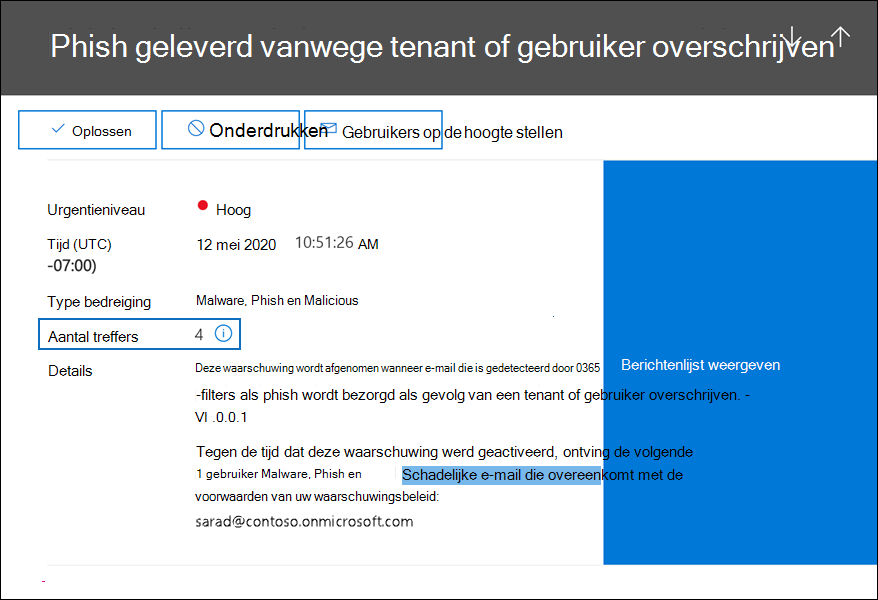 Phish geleverd vanwege tenant of gebruiker overschrijven
Oplossen
Onderdrukken
Gebruikers op de hoogte stellen
Urgentieniveau Hoog
Tijd (UTC) 12 mei 2020 10:51:26 AM
-07:00)
Type bedreiging Malware, Phish en Malicious
Aantal treffers 4
Details Deze waarschuwing wordt afgenomen wanneer e-mail die is gedetecteerd door 0365
Berichtenlijst weergeven
-filters als phish wordt bezorgd als gevolg van een tenant of gebruiker overschrijven. -
VI .0.0.1
Tegen de tijd dat deze waarschuwing werd geactiveerd, ontving de volgende
1 gebruiker Malware, Phish en Schadelijke e-mail die overeenkomt met de
voorwaarden van uw waarschuwingsbeleid:
sarad@contoso.onmicrosoft.com